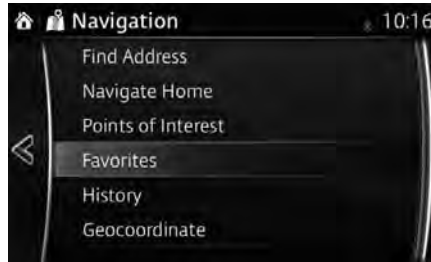 Navigation 10:16
Find Address
Navigate Home
Points of Interest
Favorites
History
Geocoordinate